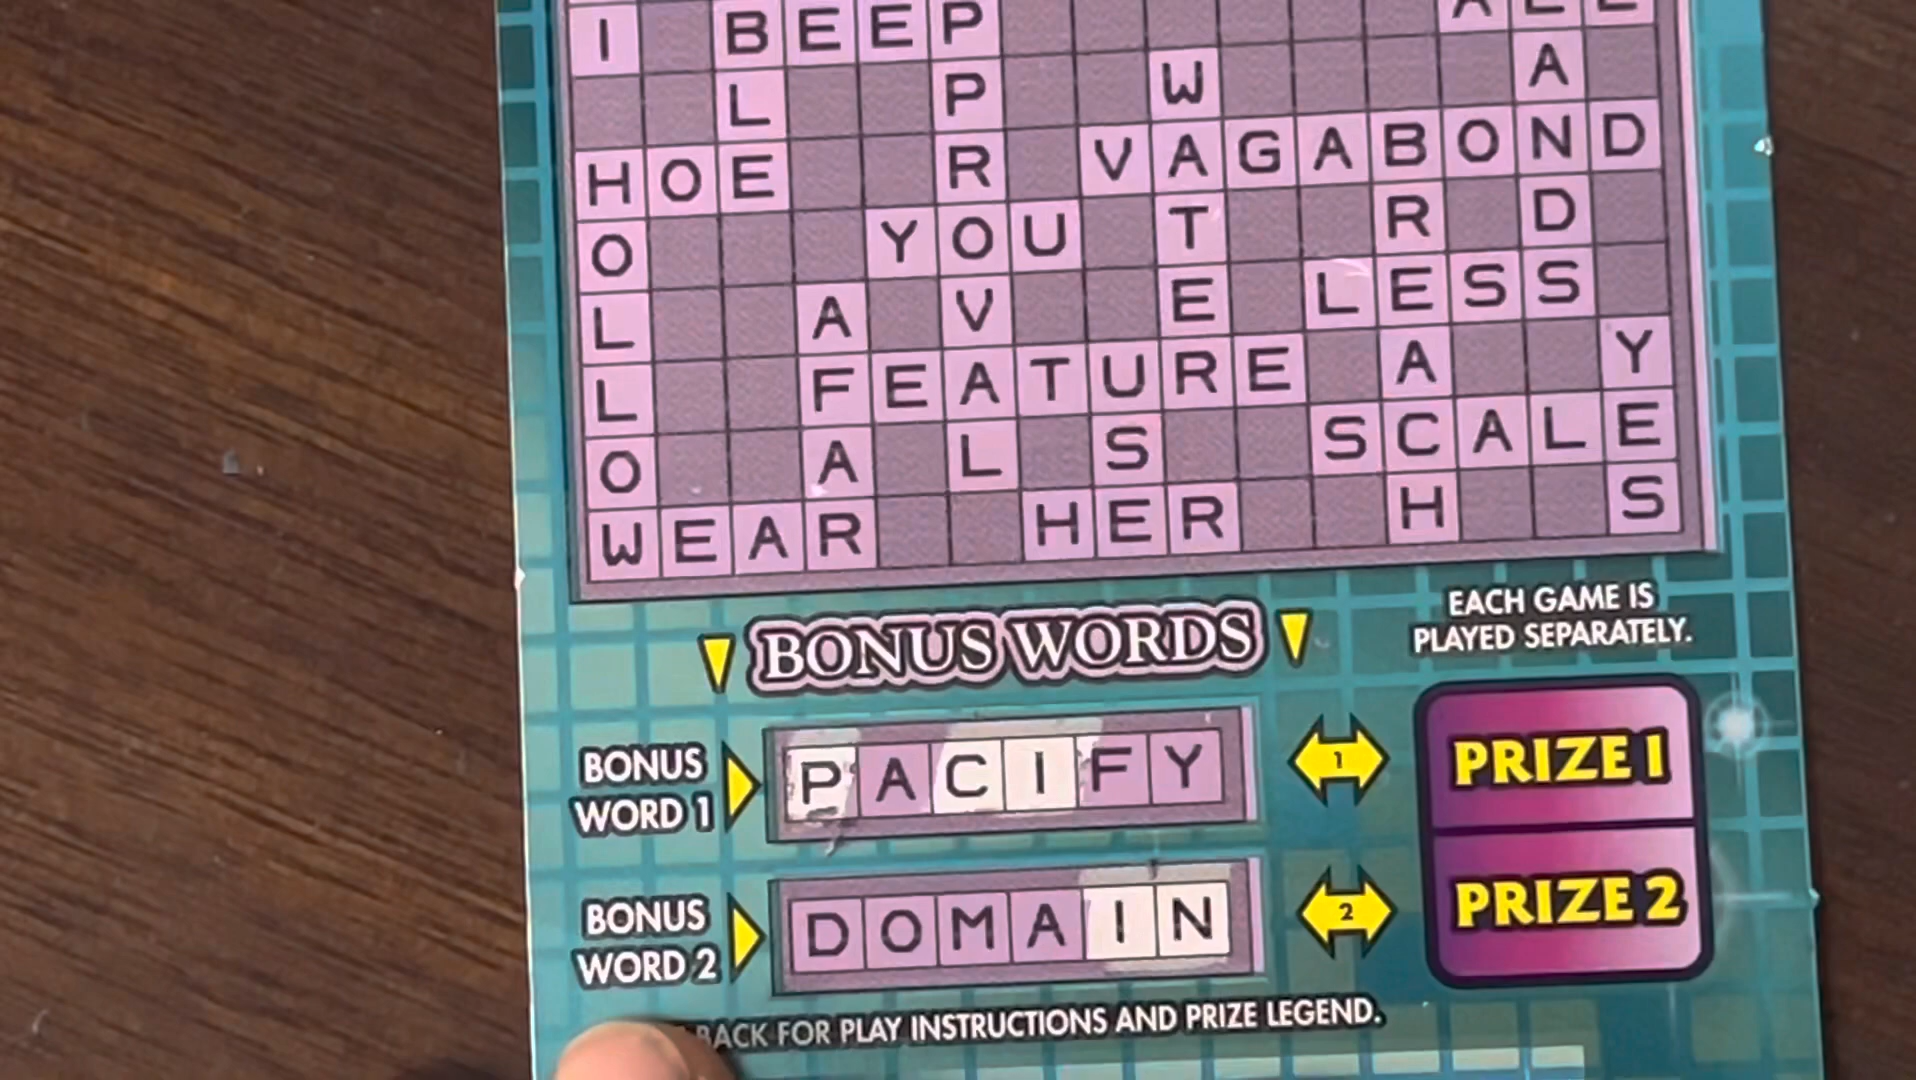 I BEEP
L P W A
HOE R VAGABOND
O YOU T R D
L A V E LESS
L FEATURE A Y
O A L S SCALE
WEAR HER H S
BONUS WORDS
EACH GAME IS
PLAYED SEPARATELY.
BONUS
WORD 1
PACIFY
1
PRIZE 1
BONUS
WORD 2
DOMAIN
2
PRIZE 2
BACK FOR PLAY INSTRUCTIONS AND PRIZE LEGEND.